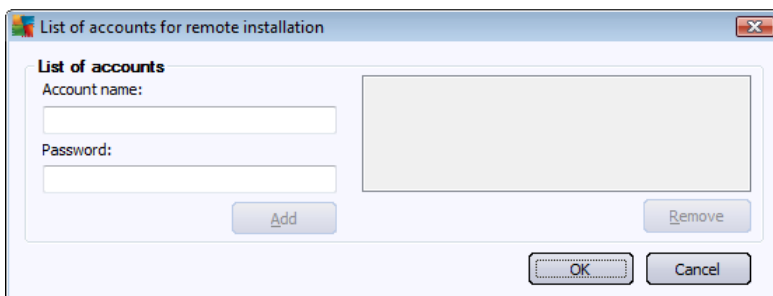 List of accounts for remote installation
List of accounts
Account name:
Password:
Add
Remove
OK
Cancel